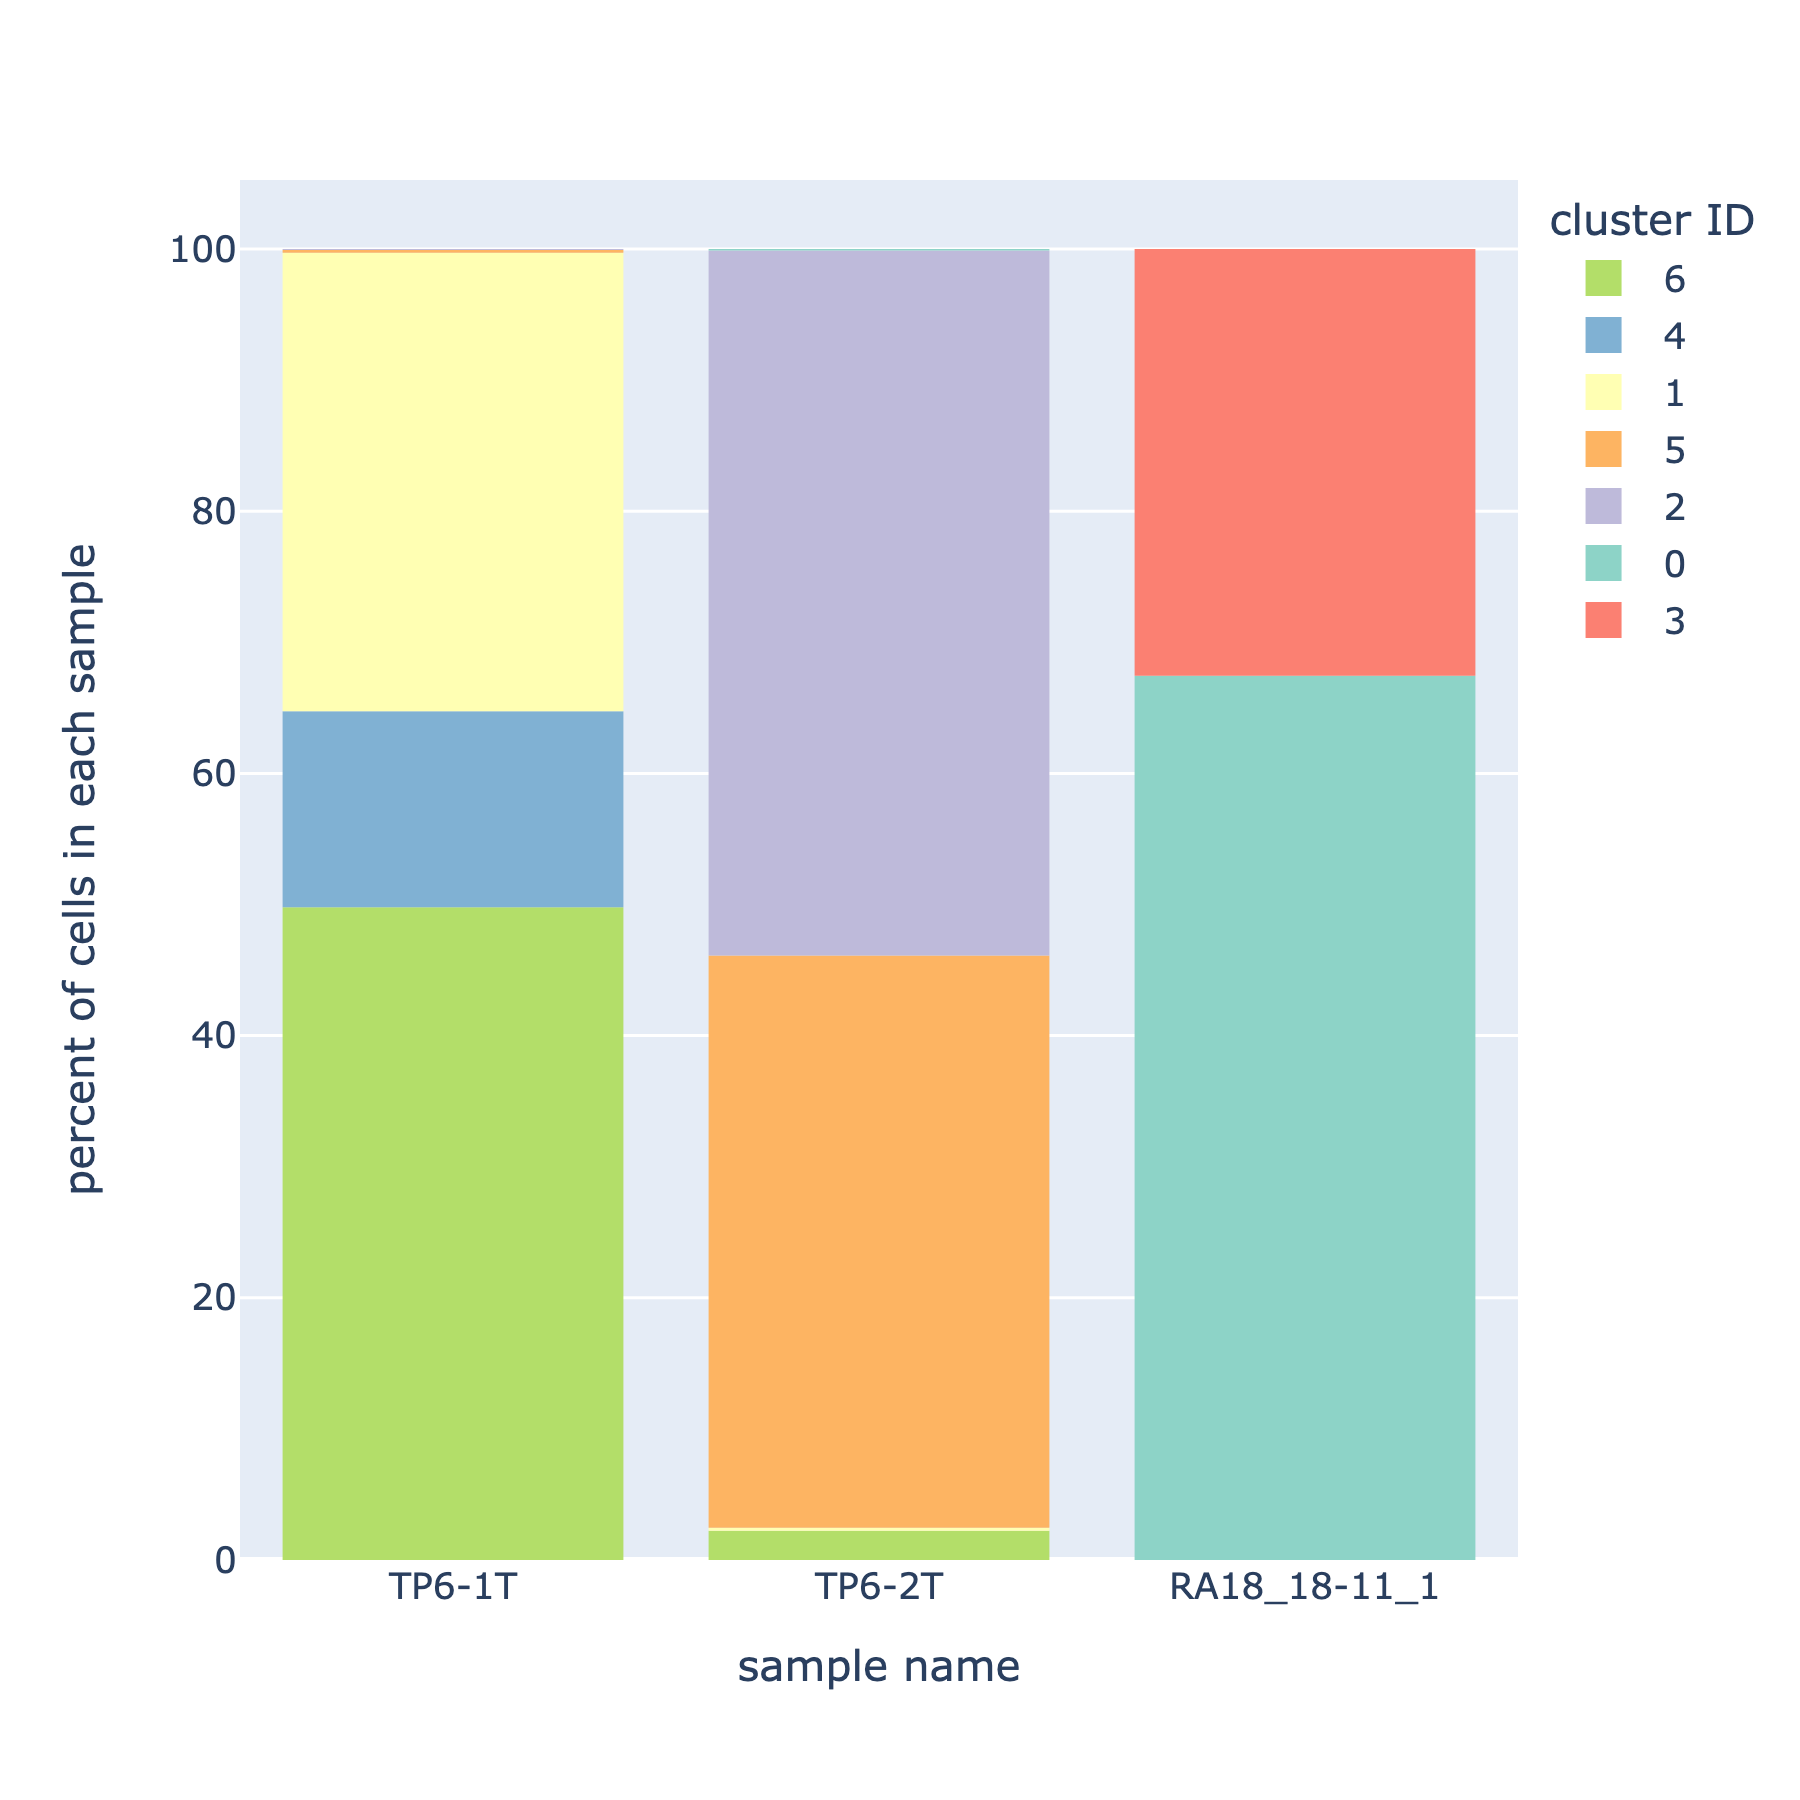 cluster ID
6
4
1
5
2
0
3
percent of cells in each sample
100
80
60
40
20
0
TP6-1T
TP6-2T
RA18_18-11_1
sample name